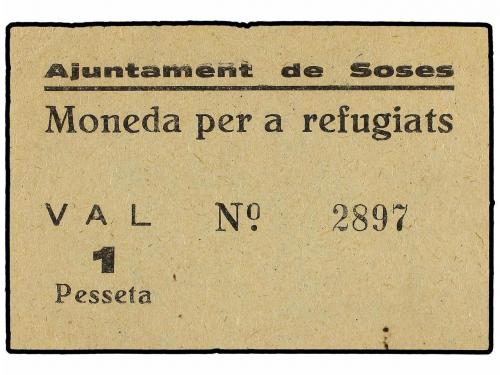 Ajuntament de Soses
Moneda per a refugiats
VAL Nº 2897
1
Pesseta